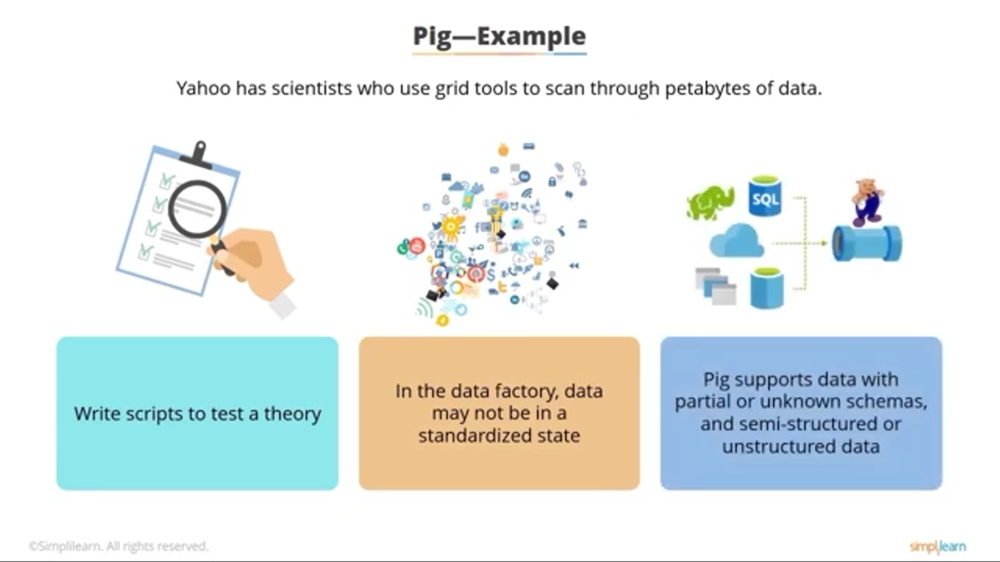 Pig—Example
Yahoo has scientists who use grid tools to scan through petabytes of data.
SQL
Write scripts to test a theory
In the data factory, data
may not be in a
standardized state
Pig supports data with
partial or unknown schemas,
and semi-structured or
unstructured data
©Simplilearn. All rights reserved.
simplilearn